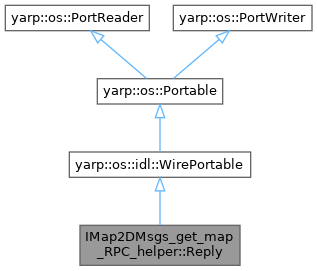 yarp::os::PortReader
yarp::os::PortWriter
yarp::os::Portable
yarp::os::idl::WirePortable
IMap2DMsgs_get_map
_RPC_helper::Reply